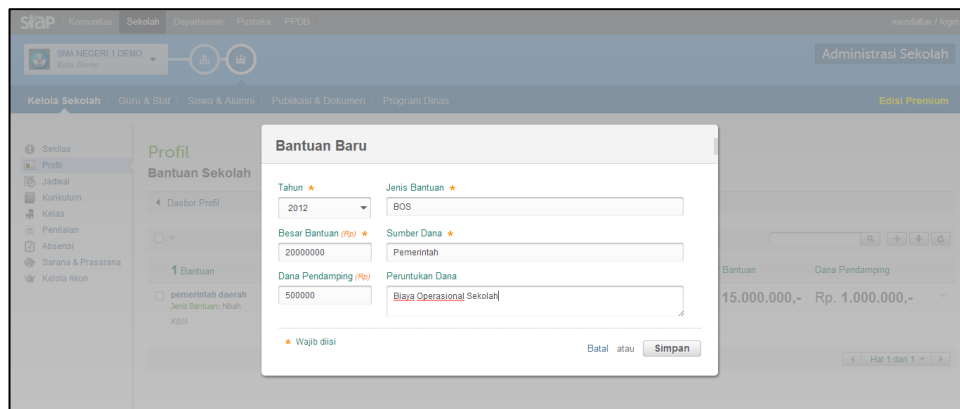 siap Komunitas Sekolah Departemen Pustaka PPDB mendaftar / login
SMA NEGERI 1 DEMO
Kota Demo
Administrasi Sekolah
Kelola Sekolah Guru & Staf Siswa & Alumni Publikasi & Dokumen Program Dinas Edisi Premium
Sekilas
Profil
Jadwal
Kurikulum
Kelas
Penilaian
Absensi
Sarana & Prasarana
Kelola Akun
Profil
Bantuan Sekolah
Dasbor Profil
1 Bantuan
Bantuan Dana Pendamping
pemerintah daerah
Jenis Bantuan: hibah
15.000.000,- Rp. 1.000.000,-
Hal 1 dari 1
Bantuan Baru
Tahun * Jenis Bantuan *
2012 BOS
Besar Bantuan (Rp) * Sumber Dana *
20000000 Pemerintah
Dana Pendamping (Rp) Peruntukan Dana
500000 Biaya Operasional Sekolah
* Wajib diisi
Batal atau Simpan